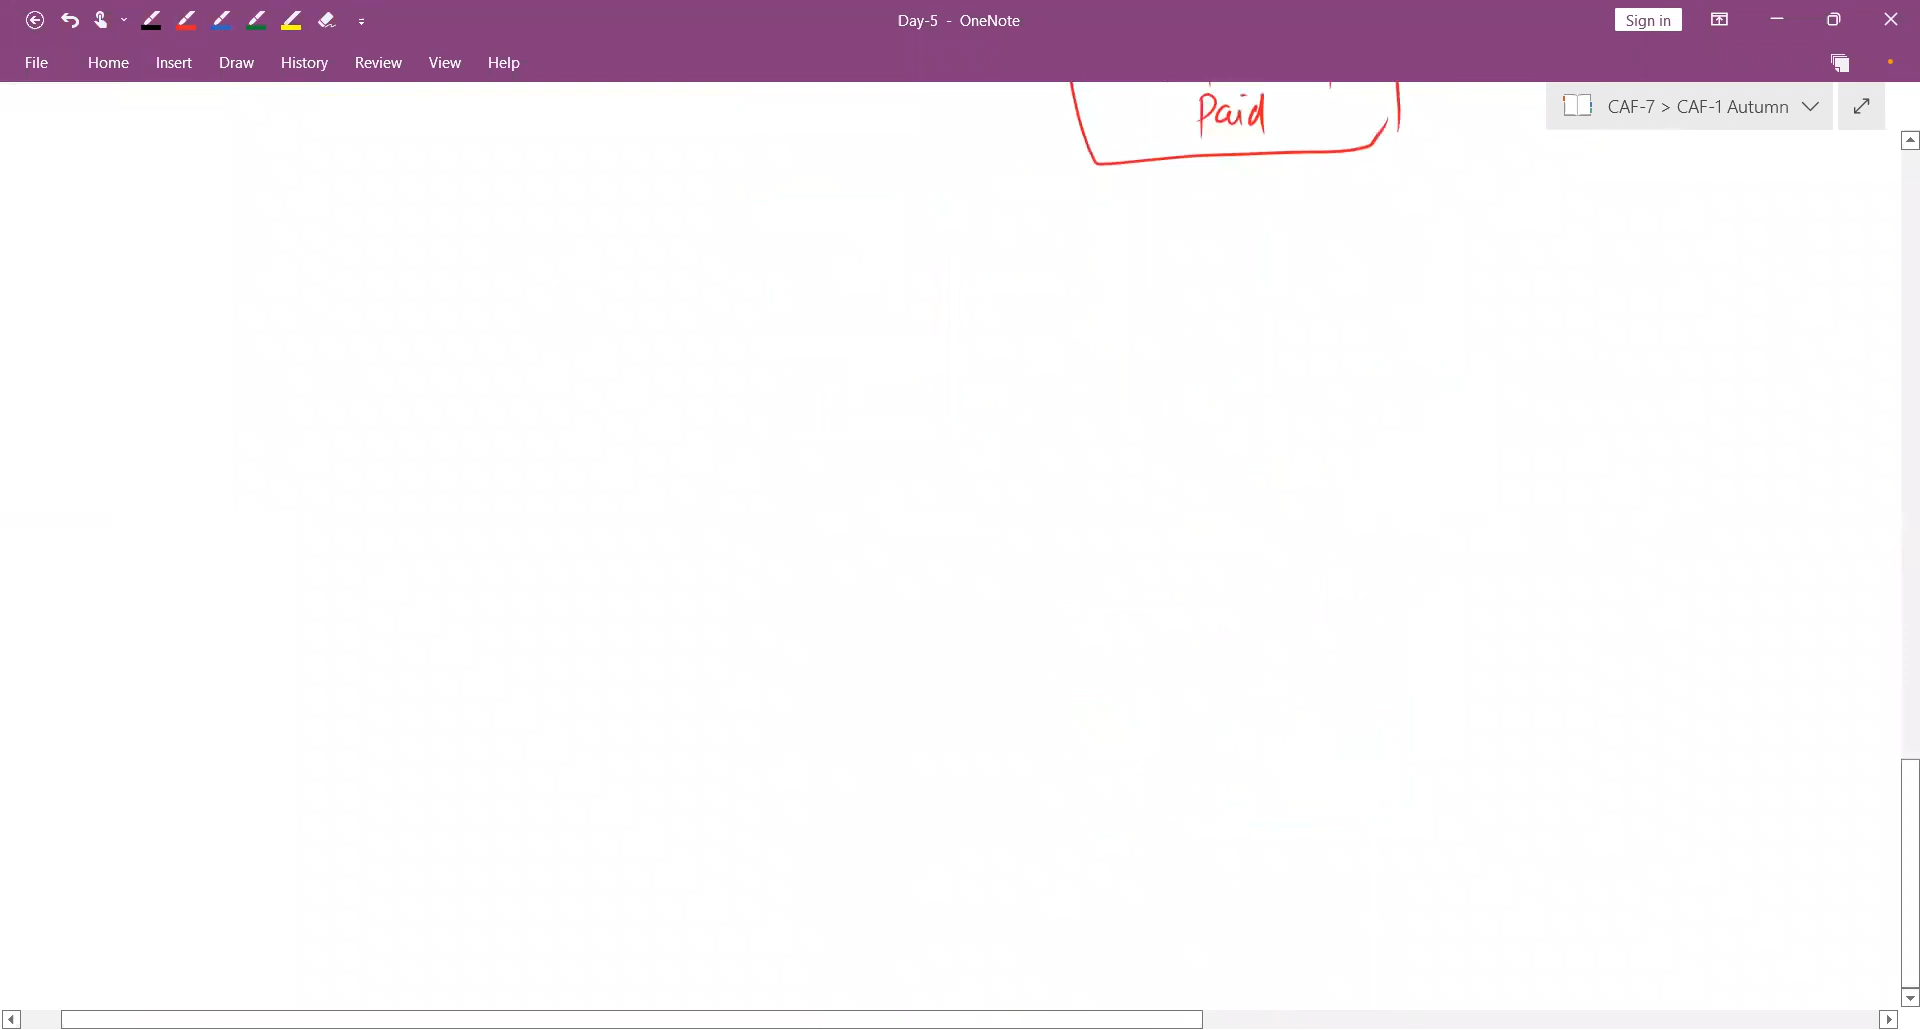 Day-5 - OneNote
Sign in
File Home Insert Draw History Review View Help
CAF-7 > CAF-1 Autumn
Paid